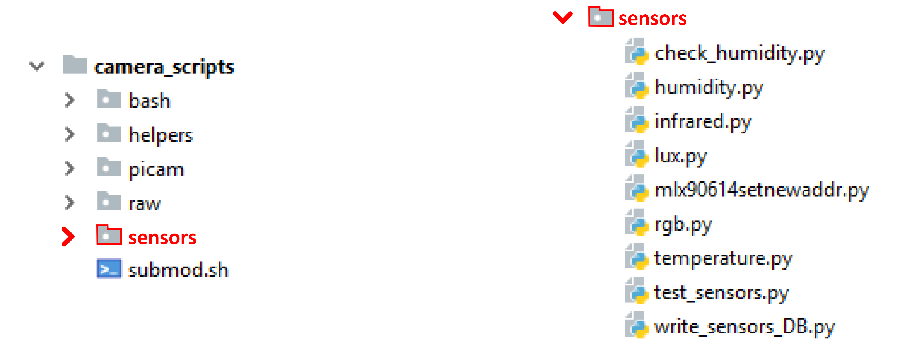 camera_scripts
bash
helpers
picam
raw
sensors
submod.sh
sensors
check_humidity.py
humidity.py
infrared.py
lux.py
mlx90614setnewaddr.py
rgb.py
temperature.py
test_sensors.py
write_sensors_DB.py